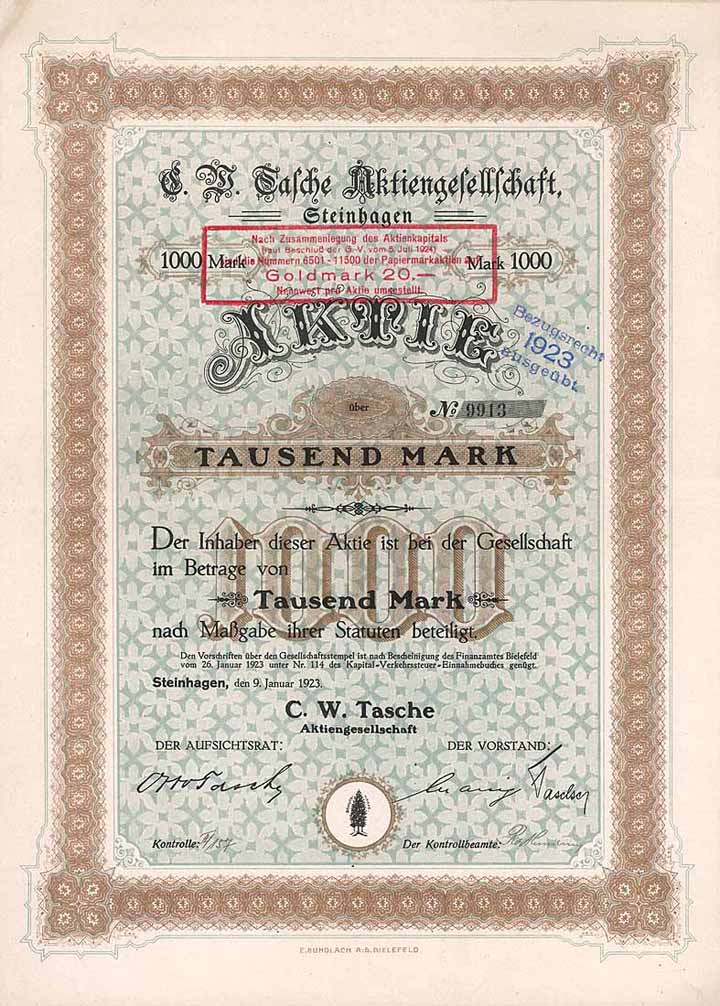 C. W. Tasche Aktiengesellschaft,
Steinhagen
Nach Zusammenlegung des Aktienkapitals
(laut Beschluß der G. V. vom 5. Juli 1924)
die Nummern 6501 - 11500 der Papiermarkaktien auf
1000 Mark
Mark 1000
Goldmark 20.—
Nennwert pro Aktie umgestellt.
AKTIE
Bezugsrecht
1923
ausgeübt
über
No 9913
TAUSEND MARK
1000
Der Inhaber dieser Aktie ist bei der Gesellschaft
im Betrage von
Tausend Mark
nach Maßgabe ihrer Statuten beteiligt.
Den Vorschriften über den Gesellschaftsstempel ist nach Bescheinigung des Finanzamtes Bielefeld
vom 26. Januar 1923 unter Nr. 114 des Kapital-Verkehrssteuer-Einnahmebuches genügt.
Steinhagen, den 9. Januar 1923.
C. W. Tasche
Aktiengesellschaft
DER AUFSICHTSRAT:
DER VORSTAND:
Otto Tasche
Tasche
Kontrolle:
Der Kontrollbeamte:
E. GUNDLACH A.G. BIELEFELD